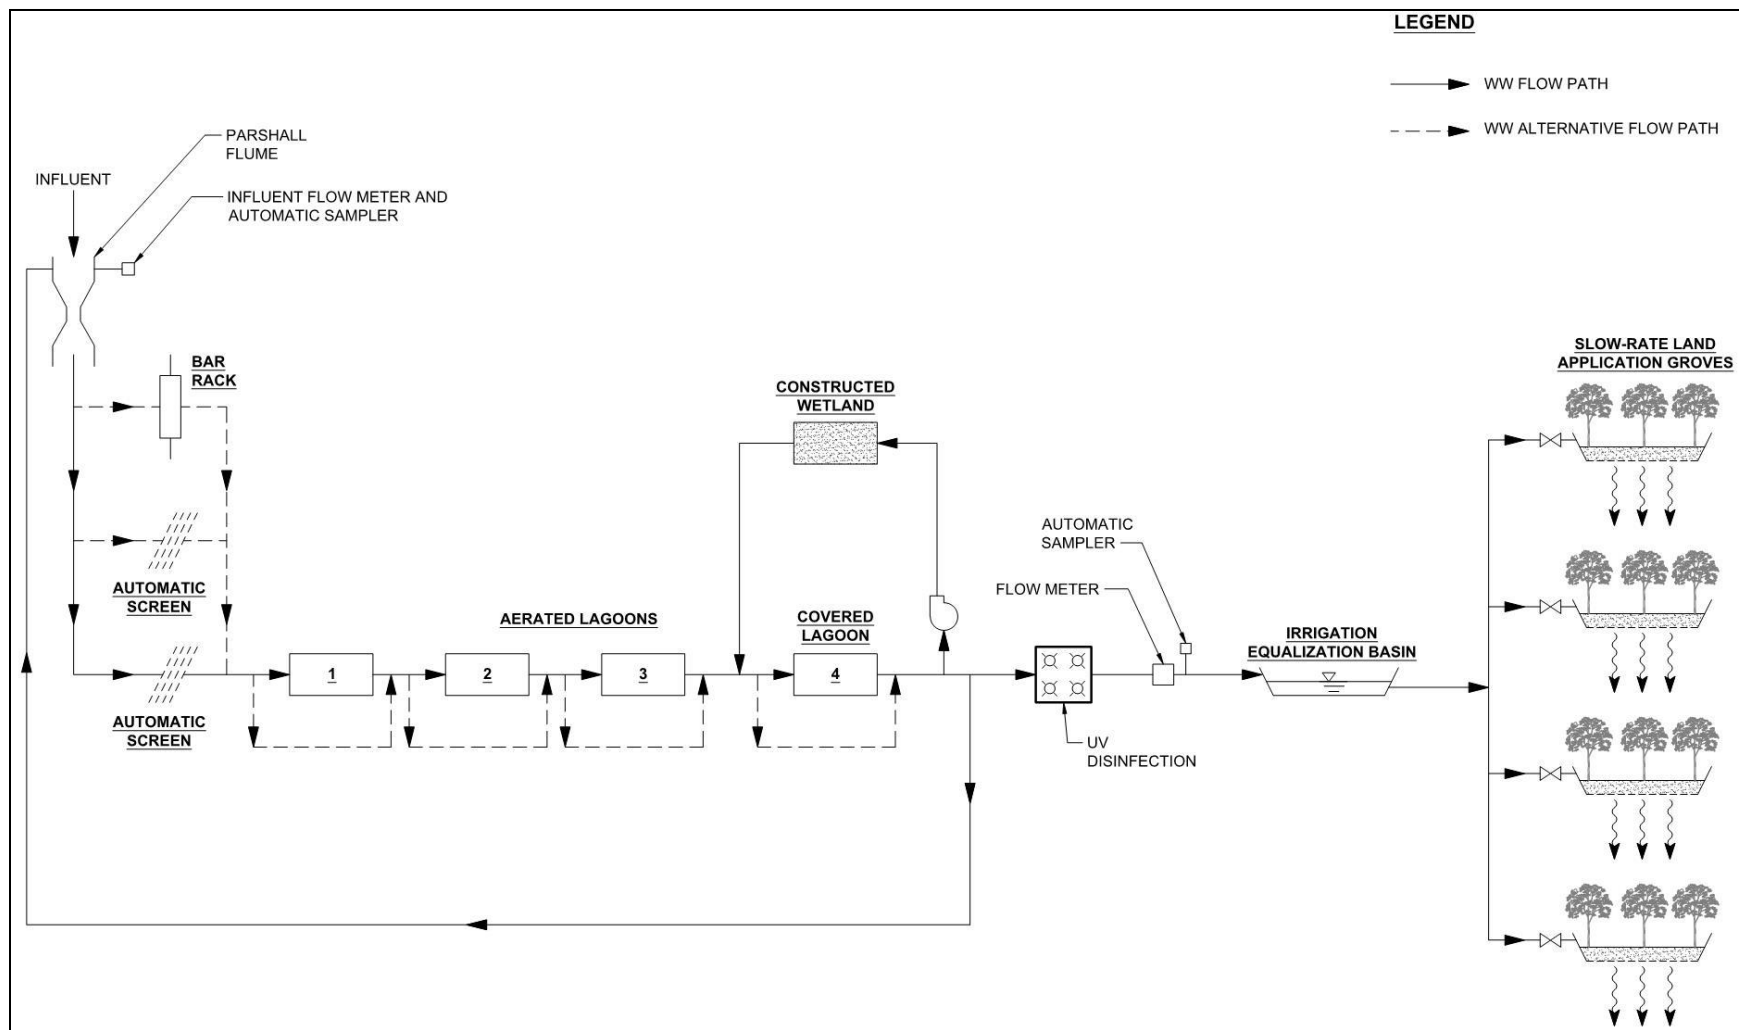 LEGEND
WW FLOW PATH
WW ALTERNATIVE FLOW PATH
PARSHALL
FLUME
INFLUENT
INFLUENT FLOW METER AND
AUTOMATIC SAMPLER
BAR
RACK
AUTOMATIC
SCREEN
AUTOMATIC
SCREEN
AERATED LAGOONS
1
2
3
CONSTRUCTED
WETLAND
COVERED
LAGOON
4
AUTOMATIC
SAMPLER
FLOW METER
UV
DISINFECTION
IRRIGATION
EQUALIZATION BASIN
SLOW-RATE LAND
APPLICATION GROVES